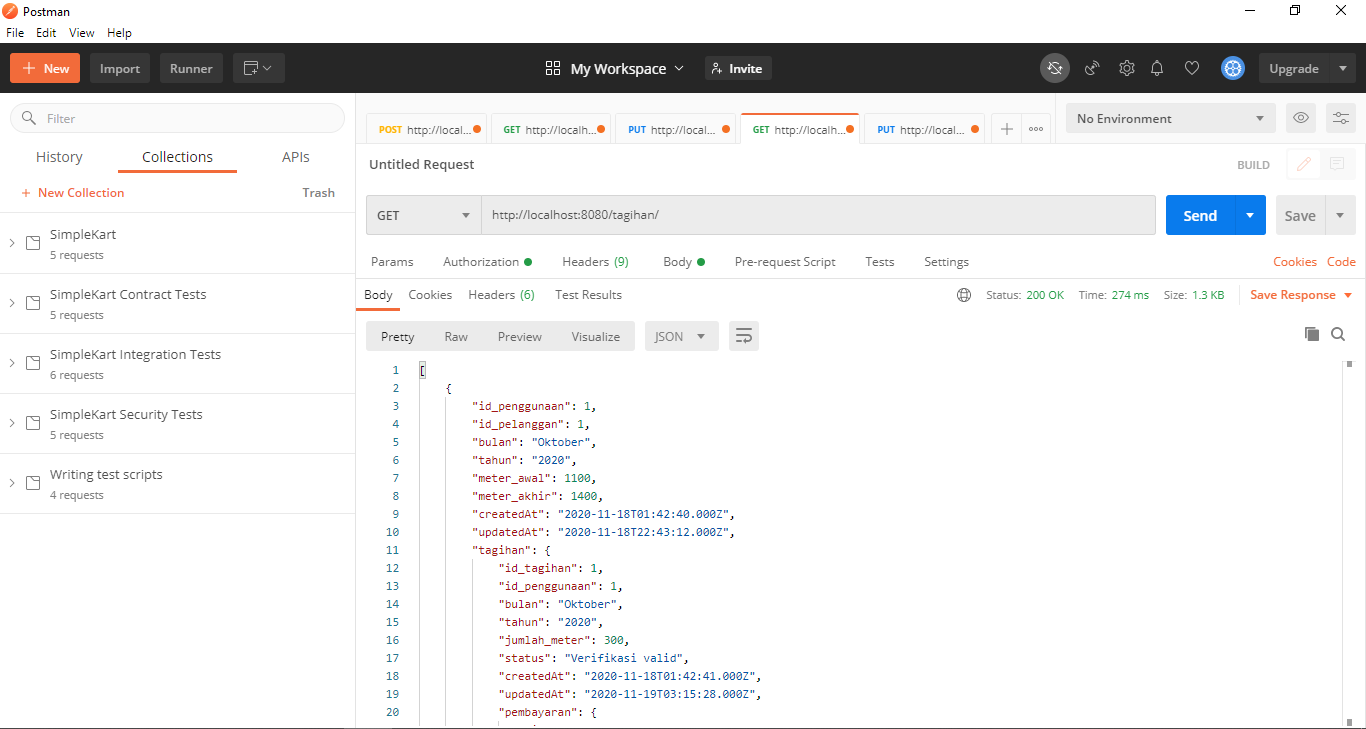 Postman
File Edit View Help
+ New Import Runner My Workspace Invite Upgrade
Filter
History Collections APIs
+ New Collection Trash
SimpleKart
5 requests
SimpleKart Contract Tests
5 requests
SimpleKart Integration Tests
6 requests
SimpleKart Security Tests
5 requests
Writing test scripts
4 requests
POST http://local... GET http://localh... PUT http://local... GET http://localh... PUT http://local... No Environment
Untitled Request BUILD
GET http://localhost:8080/tagihan/ Send Save
Params Authorization Headers (9) Body Pre-request Script Tests Settings Cookies Code
Body Cookies Headers (6) Test Results Status: 200 OK Time: 274 ms Size: 1.3 KB Save Response
Pretty Raw Preview Visualize JSON
1 [
2 {
3 "id_penggunaan": 1,
4 "id_pelanggan": 1,
5 "bulan": "Oktober",
6 "tahun": "2020",
7 "meter_awal": 1100,
8 "meter_akhir": 1400,
9 "createdAt": "2020-11-18T01:42:40.000Z",
10 "updatedAt": "2020-11-18T22:43:12.000Z",
11 "tagihan": {
12 "id_tagihan": 1,
13 "id_penggunaan": 1,
14 "bulan": "Oktober",
15 "tahun": "2020",
16 "jumlah_meter": 300,
17 "status": "Verifikasi valid",
18 "createdAt": "2020-11-18T01:42:41.000Z",
19 "updatedAt": "2020-11-19T03:15:28.000Z",
20 "pembayaran": {